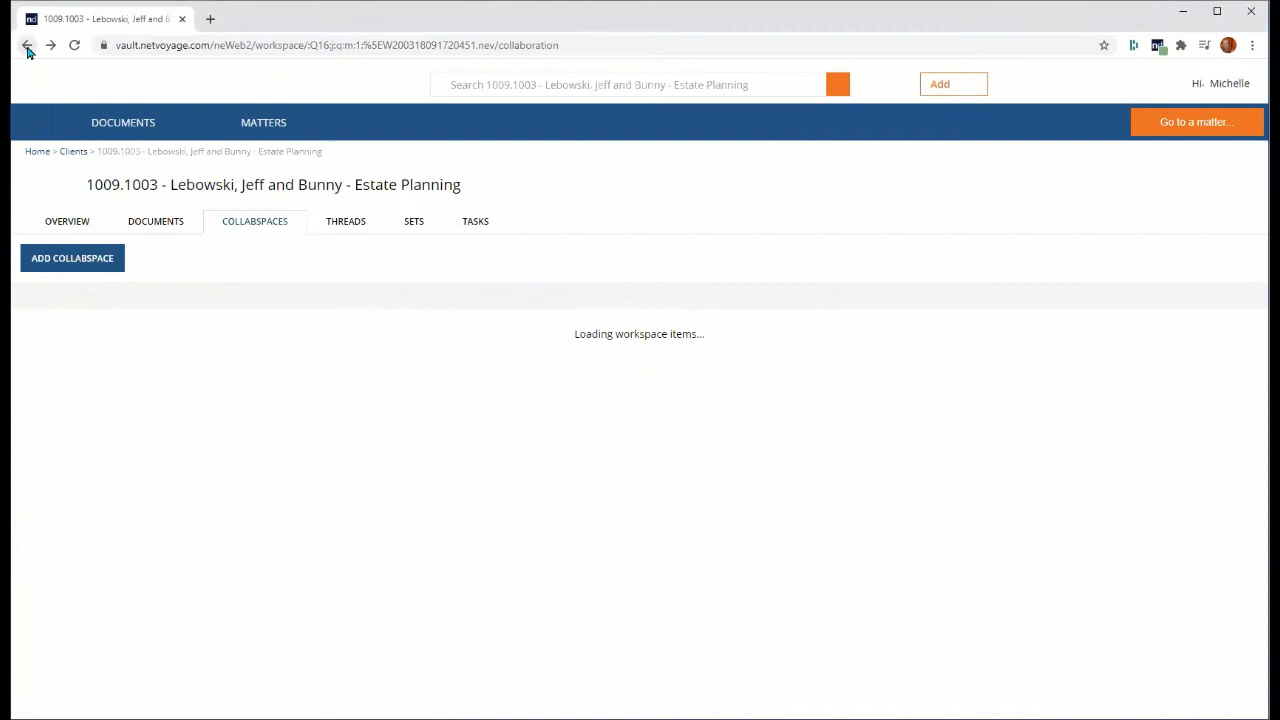 1009.1003 - Lebowski, Jeff and (
vault.netvoyage.com/neWeb2/workspace/:Q16;j:q:m:1:%5EW200318091720451.nev/collaboration
Search 1009.1003 - Lebowski, Jeff and Bunny - Estate Planning
Add
Hi, Michelle
DOCUMENTS
MATTERS
Go to a matter...
Home > Clients > 1009.1003 - Lebowski, Jeff and Bunny - Estate Planning
1009.1003 - Lebowski, Jeff and Bunny - Estate Planning
OVERVIEW
DOCUMENTS
COLLABSPACES
THREADS
SETS
TASKS
ADD COLLABSPACE
Loading workspace items...